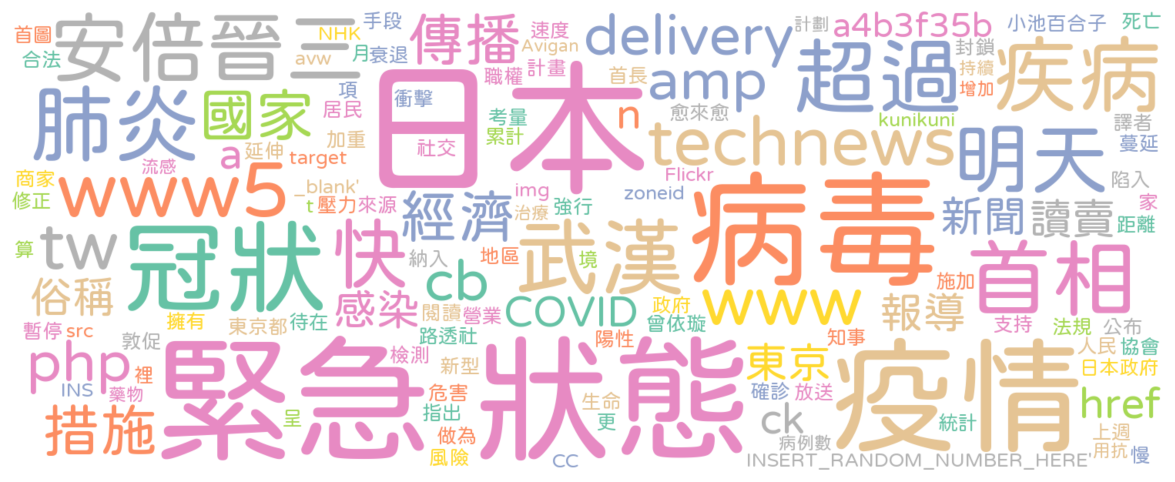 首圖
安倍晉三
NHK
手段
傳播
速度
delivery
計劃
a4b3f35b
小池百合子
死亡
合法
avw
月
衰退
Avigan
職權
計畫
首長
amp
超過
封鎖
持續
增加
疾病
肺炎
國家
項
居民
衝擊
日本
考量
累計
n
愈來愈
kunikuni
譯者
蔓延
流感
a
延伸
加重
target
社交
technews
明天
陷入
商家
修正
www5
_blank'
t
壓力
來源
經濟
img
治療
強行
Flickr
zoneid
病毒
新聞
讀賣
家
距離
算
tw
冠狀
快
納入
cb
地區
武漢
境
首相
俗稱
感染
閱讀
營業
COVID
政府
www
施加
報導
支持
法規
公布
暫停
src
擁有
東京都
待在
路透社
曾依璇
陽性
知事
人民
協會
敦促
php
裡
檢測
新型
東京
日本政府
INS
藥物
緊急
狀態
危害
生命
確診
放送
疫情
href
措施
呈
指出
更
ck
統計
做為
病例數
上週
風險
CC
INSERT_RANDOM_NUMBER_HERE'
用抗
慢